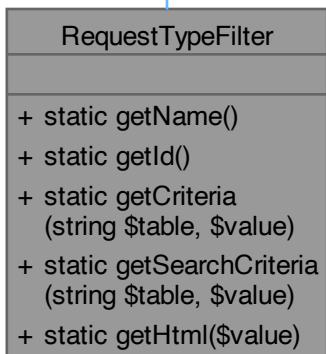 RequestTypeFilter
+ static getName()
+ static getId()
+ static getCriteria
(string $table, $value)
+ static getSearchCriteria
(string $table, $value)
+ static getHtml($value)